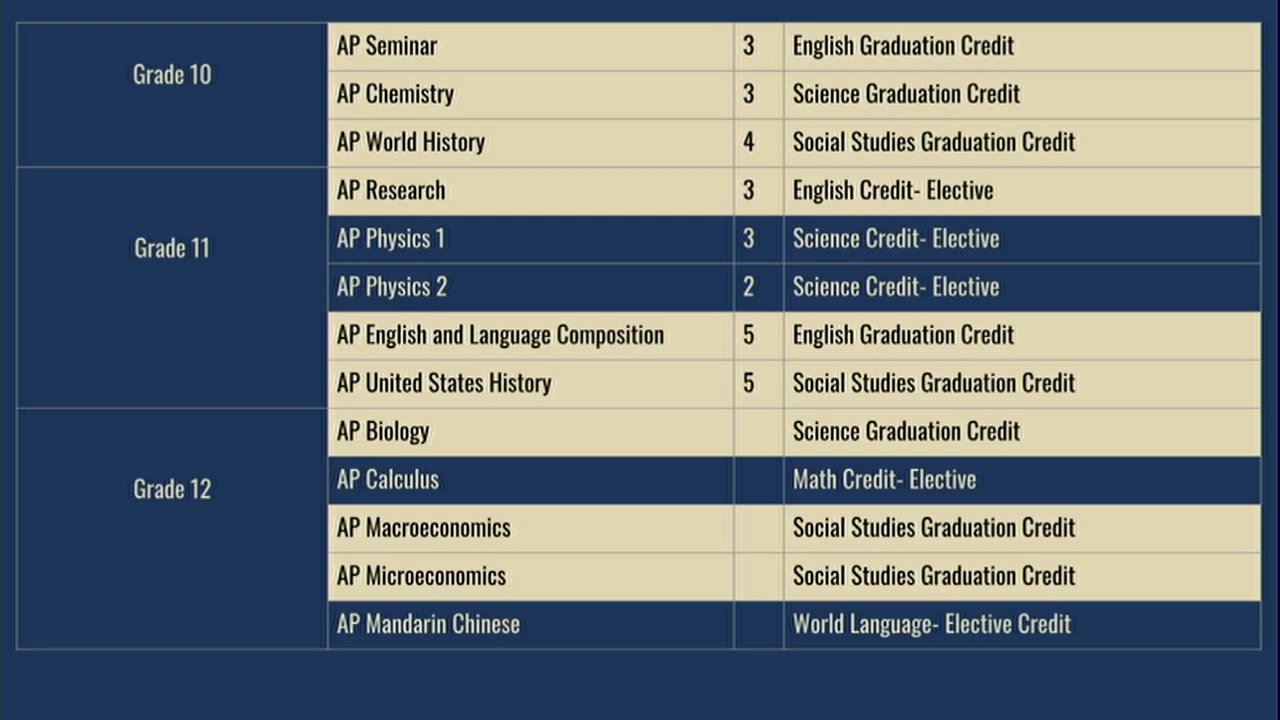 Grade 10
AP Seminar 3 English Graduation Credit
AP Chemistry 3 Science Graduation Credit
AP World History 4 Social Studies Graduation Credit
Grade 11
AP Research 3 English Credit- Elective
AP Physics 1 3 Science Credit- Elective
AP Physics 2 2 Science Credit- Elective
AP English and Language Composition 5 English Graduation Credit
AP United States History 5 Social Studies Graduation Credit
Grade 12
AP Biology Science Graduation Credit
AP Calculus Math Credit- Elective
AP Macroeconomics Social Studies Graduation Credit
AP Microeconomics Social Studies Graduation Credit
AP Mandarin Chinese World Language- Elective Credit